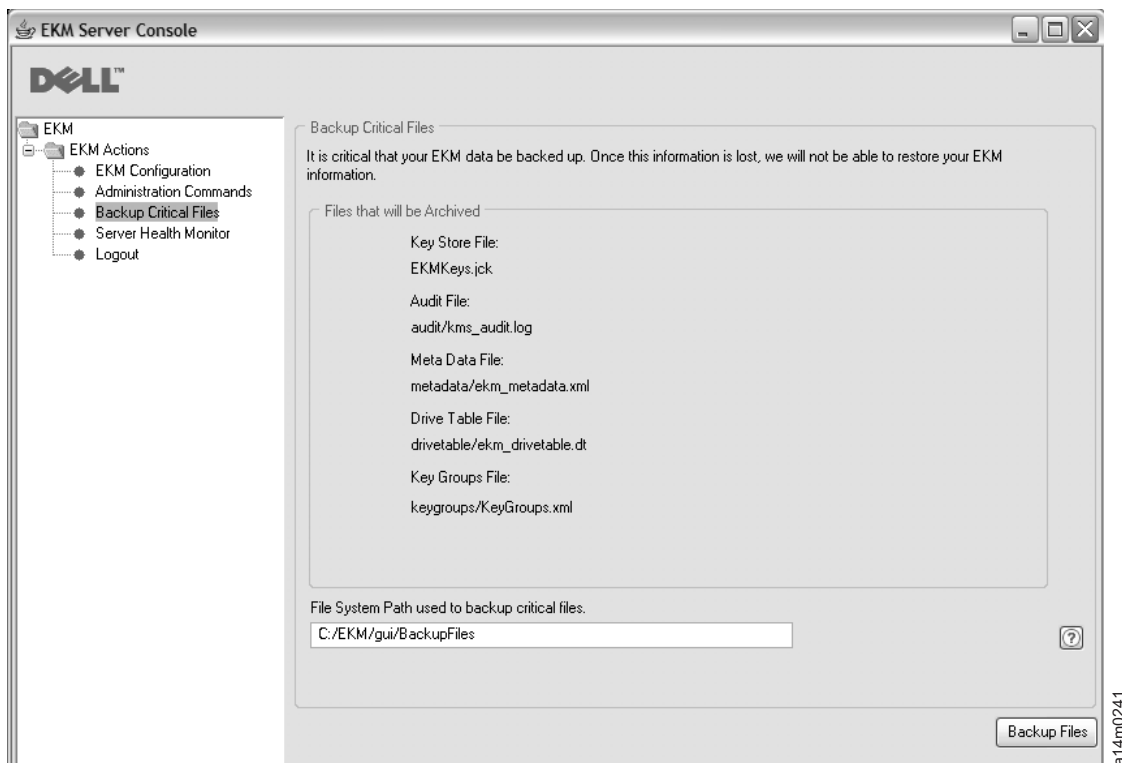 EKM Server Console
DELL™
EKM
EKM Actions
EKM Configuration
Administration Commands
Backup Critical Files
Server Health Monitor
Logout
Backup Critical Files
It is critical that your EKM data be backed up. Once this information is lost, we will not be able to restore your EKM
information.
Files that will be Archived
Key Store File:
EKMKeys.jck
Audit File:
audit/kms_audit.log
Meta Data File:
metadata/ekm_metadata.xml
Drive Table File:
drivetable/ekm_drivetable.dt
Key Groups File:
keygroups/KeyGroups.xml
File System Path used to backup critical files.
C:/EKM/gui/BackupFiles
?
Backup Files
a14m0241